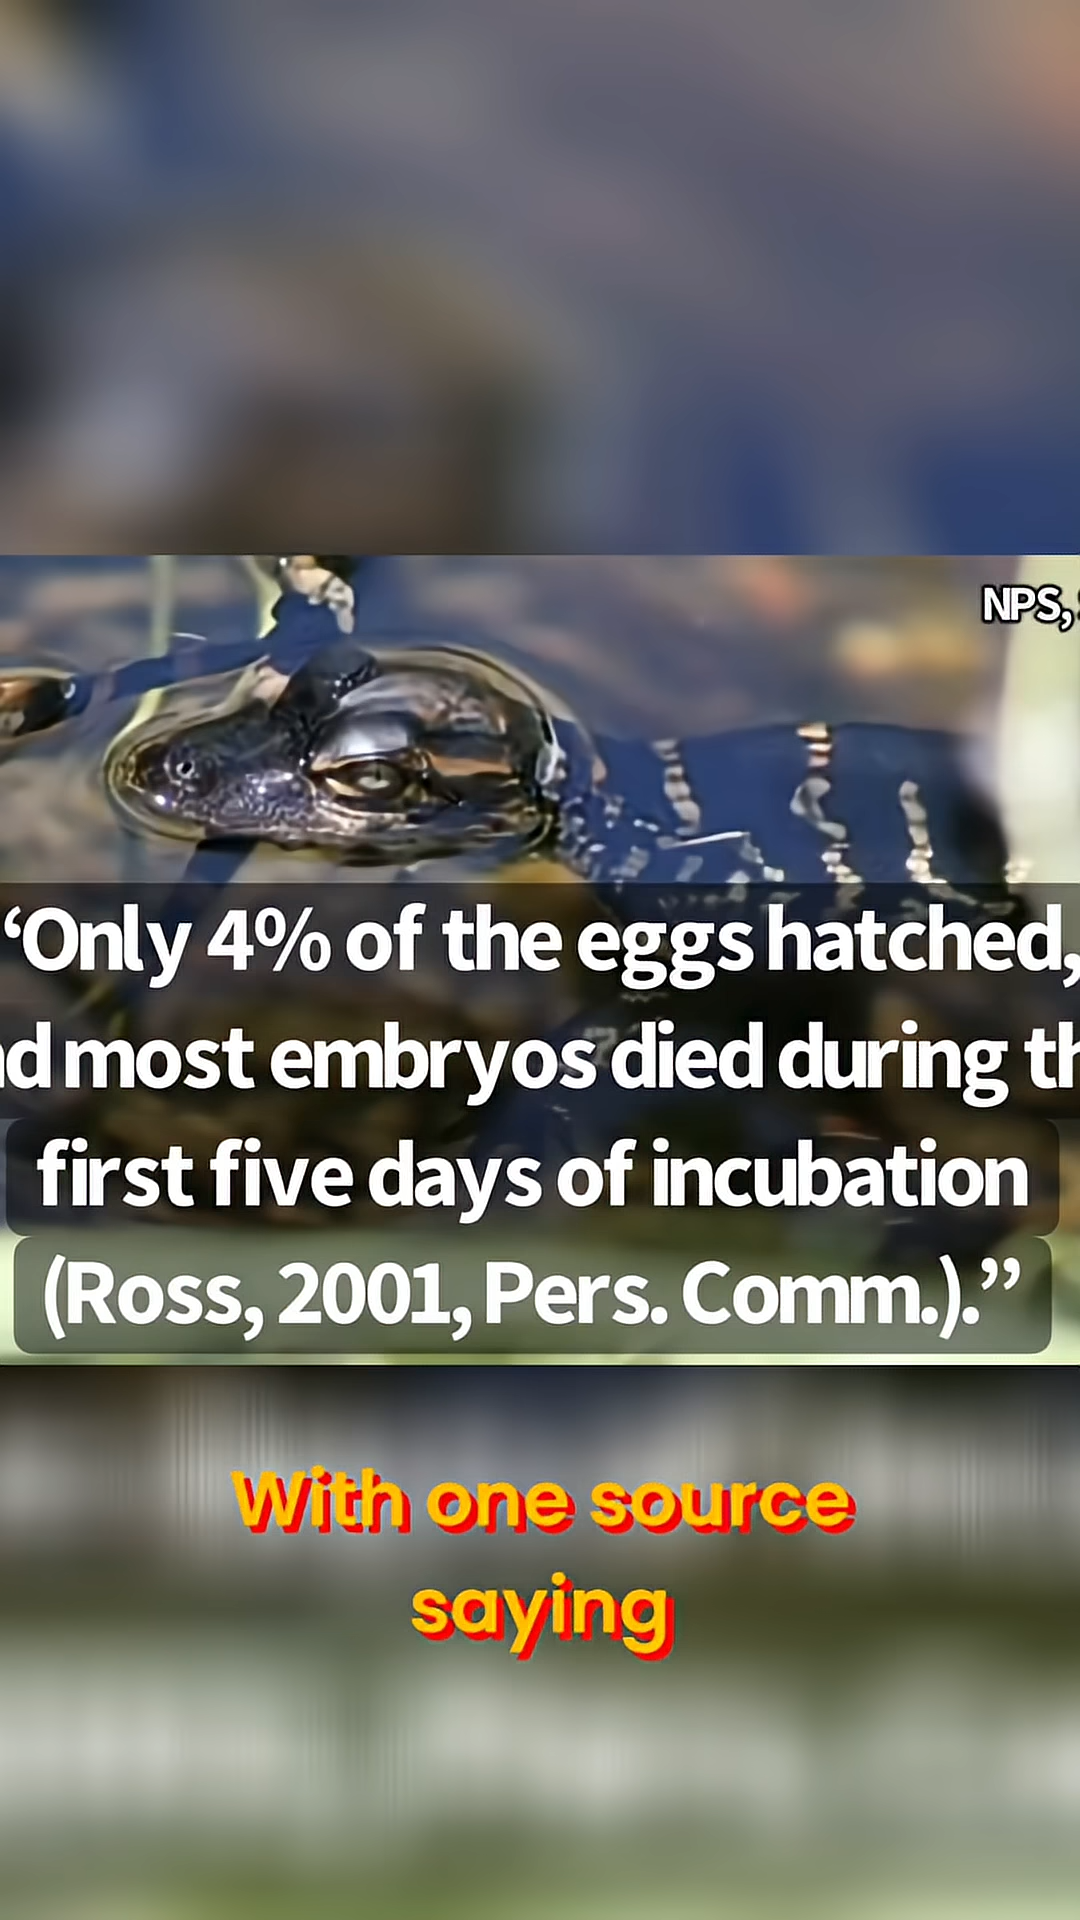 NPS,
“Only 4% of the eggs hatched,
most embryos died during
first five days of incubation
(Ross, 2001, Pers. Comm.).”
With one source
saying